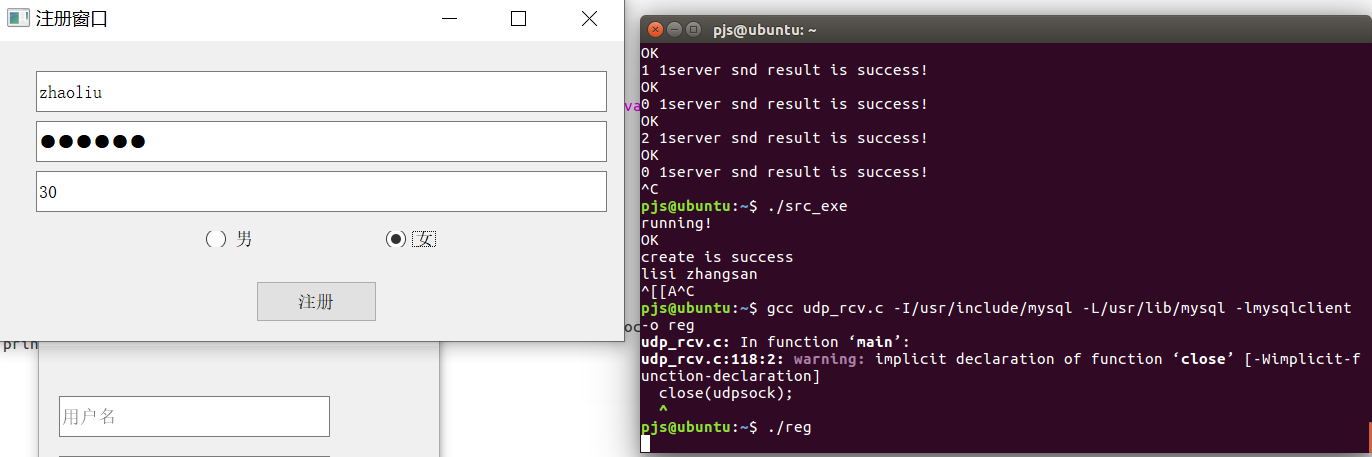 注册窗口
zhaoliu
●●●●●●
30
男
女
注册
prin
用户名
va
oc
pjs@ubuntu: ~
OK
1 1server snd result is success!
OK
0 1server snd result is success!
OK
2 1server snd result is success!
OK
0 1server snd result is success!
^C
pjs@ubuntu:~$ ./src_exe
running!
OK
create is success
lisi zhangsan
^[[A^C
pjs@ubuntu:~$ gcc udp_rcv.c -I/usr/include/mysql -L/usr/lib/mysql -lmysqlclient
-o reg
udp_rcv.c: In function ‘main’:
udp_rcv.c:118:2: warning: implicit declaration of function ‘close’ [-Wimplicit-f
unction-declaration]
close(udpsock);
^
pjs@ubuntu:~$ ./reg